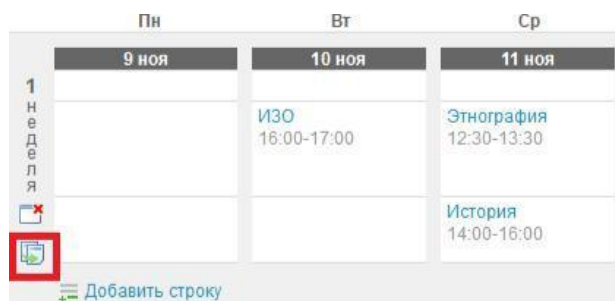 Пн Вт Ср
9 ноя 10 ноя 11 ноя
1 неделя
ИЗО Этнография
16:00-17:00 12:30-13:30
История
14:00-16:00
Добавить строку